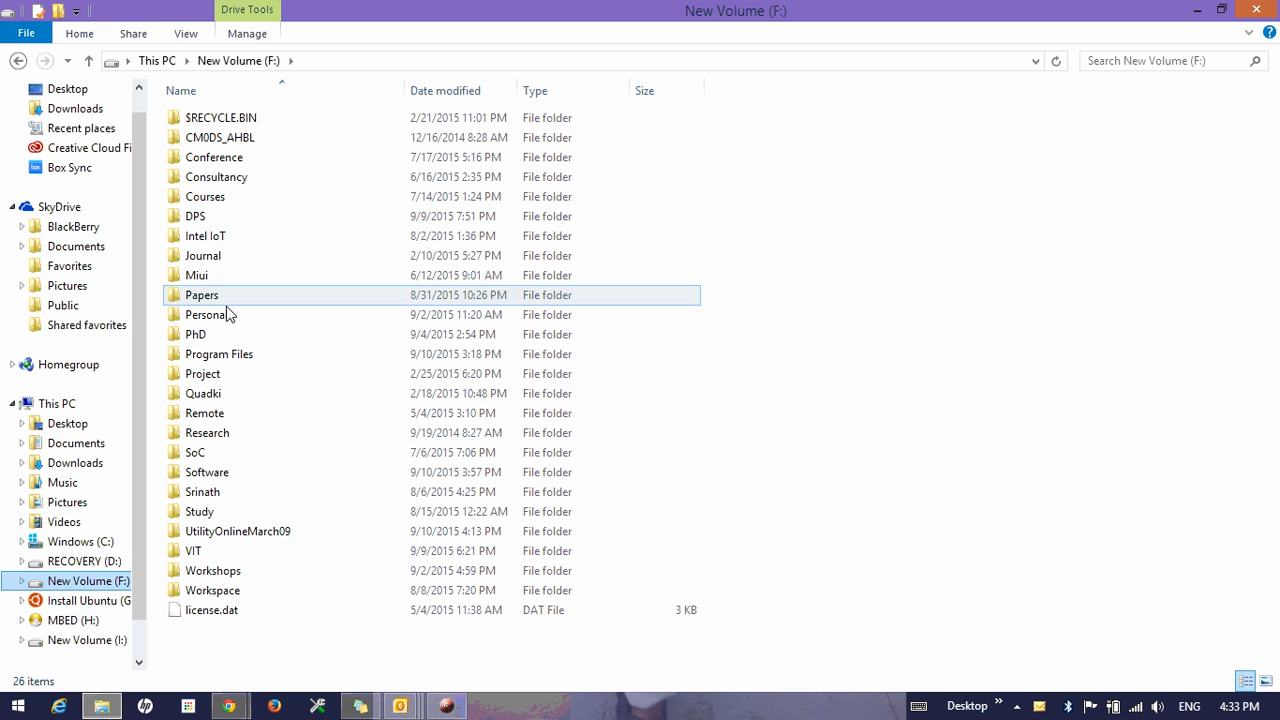 Drive Tools
New Volume (F:)
File Home Share View Manage
This PC New Volume (F:) Search New Volume (F:)
Name Date modified Type Size
Desktop
Downloads
Recent places
Creative Cloud Fi
Box Sync
SkyDrive
BlackBerry
Documents
Favorites
Pictures
Public
Shared favorites
Homegroup
This PC
Desktop
Documents
Downloads
Music
Pictures
Videos
Windows (C:)
RECOVERY (D:)
New Volume (F:)
Install Ubuntu (G
MBED (H:)
New Volume (I:)
$RECYCLE.BIN 2/21/2015 11:01 PM File folder
CM0DS_AHBL 12/16/2014 8:28 AM File folder
Conference 7/17/2015 5:16 PM File folder
Consultancy 6/16/2015 2:35 PM File folder
Courses 7/14/2015 1:24 PM File folder
DPS 9/9/2015 7:51 PM File folder
Intel IoT 8/2/2015 1:36 PM File folder
Journal 2/10/2015 5:27 PM File folder
Miui 6/12/2015 9:01 AM File folder
Papers 8/31/2015 10:26 PM File folder
Persona 9/2/2015 11:20 AM File folder
PhD 9/4/2015 2:54 PM File folder
Program Files 9/10/2015 3:18 PM File folder
Project 2/25/2015 6:20 PM File folder
Quadki 2/18/2015 10:48 PM File folder
Remote 5/4/2015 3:10 PM File folder
Research 9/19/2014 8:27 AM File folder
SoC 7/6/2015 7:06 PM File folder
Software 9/10/2015 3:57 PM File folder
Srinath 8/6/2015 4:25 PM File folder
Study 8/15/2015 12:22 AM File folder
UtilityOnlineMarch09 9/10/2015 4:13 PM File folder
VIT 9/9/2015 6:21 PM File folder
Workshops 9/2/2015 4:59 PM File folder
Workspace 8/8/2015 7:20 PM File folder
license.dat 5/4/2015 11:38 AM DAT File 3 KB
26 items
Desktop ENG 4:33 PM